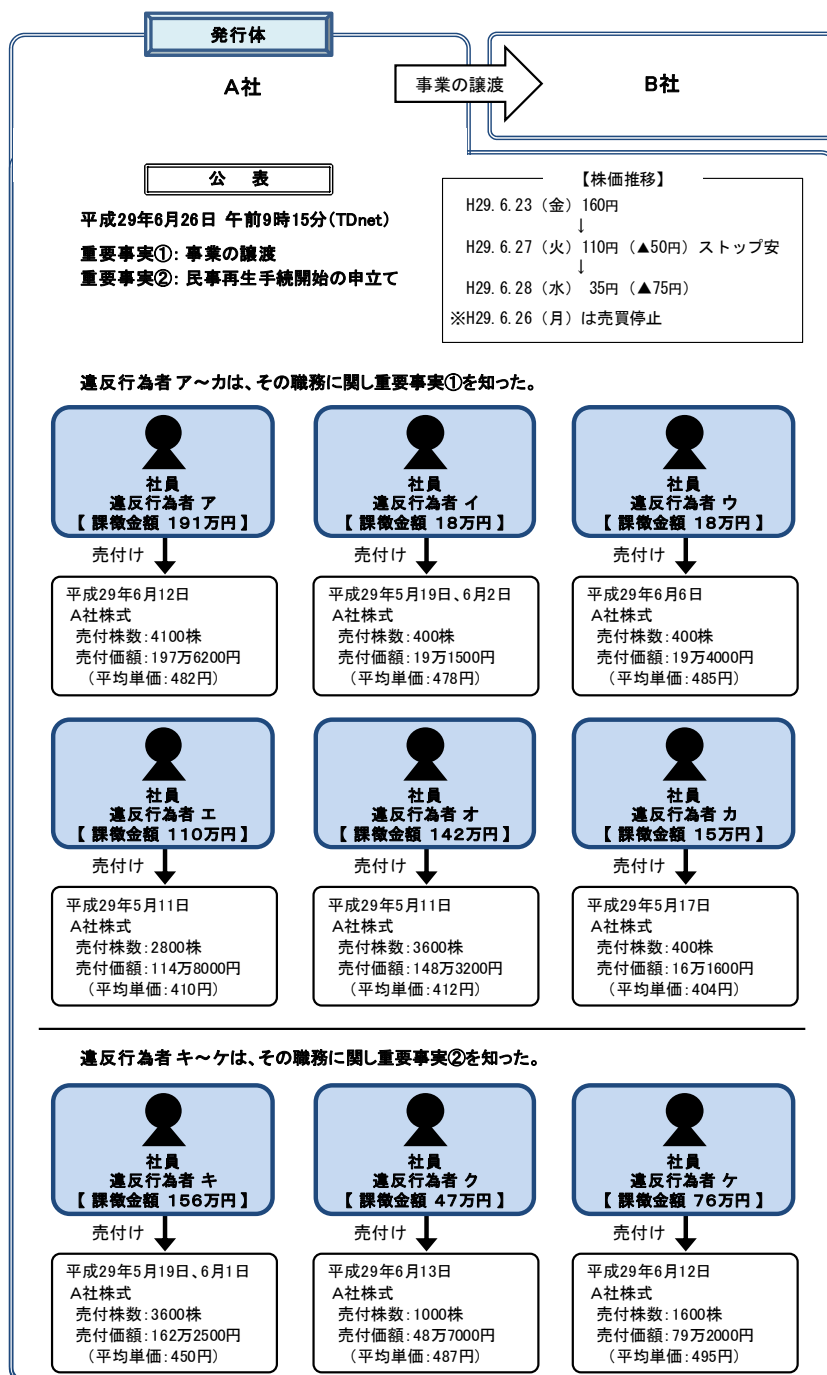 発行体
A社
事業の譲渡
B社
公 表
平成29年6月26日 午前9時15分(TDnet)
重要事実①: 事業の譲渡
重要事実②: 民事再生手続開始の申立て
【株価推移】
H29.6.23（金）160円
↓
H29.6.27（火）110円（▲50円）ストップ安
↓
H29.6.28（水） 35円（▲75円）
※H29.6.26（月）は売買停止
違反行為者 ア～カは、その職務に関し重要事実①を知った。
社員
違反行為者 ア
【 課徴金額 191万円 】
売付け
平成29年6月12日
A社株式
売付株数:4100株
売付価額:197万6200円
（平均単価:482円）
社員
違反行為者 イ
【 課徴金額 18万円 】
売付け
平成29年5月19日、6月2日
A社株式
売付株数:400株
売付価額:19万1500円
（平均単価:478円）
社員
違反行為者 ウ
【 課徴金額 18万円 】
売付け
平成29年6月6日
A社株式
売付株数:400株
売付価額:19万4000円
（平均単価:485円）
社員
違反行為者 エ
【 課徴金額 110万円 】
売付け
平成29年5月11日
A社株式
売付株数:2800株
売付価額:114万8000円
（平均単価:410円）
社員
違反行為者 オ
【 課徴金額 142万円 】
売付け
平成29年5月11日
A社株式
売付株数:3600株
売付価額:148万3200円
（平均単価:412円）
社員
違反行為者 カ
【 課徴金額 15万円 】
売付け
平成29年5月17日
A社株式
売付株数:400株
売付価額:16万1600円
（平均単価:404円）
違反行為者 キ～ケは、その職務に関し重要事実②を知った。
社員
違反行為者 キ
【 課徴金額 156万円 】
売付け
平成29年5月19日、6月1日
A社株式
売付株数:3600株
売付価額:162万2500円
（平均単価:450円）
社員
違反行為者 ク
【 課徴金額 47万円 】
売付け
平成29年6月13日
A社株式
売付株数:1000株
売付価額:48万7000円
（平均単価:487円）
社員
違反行為者 ケ
【 課徴金額 76万円 】
売付け
平成29年6月12日
A社株式
売付株数:1600株
売付価額:79万2000円
（平均単価:495円）